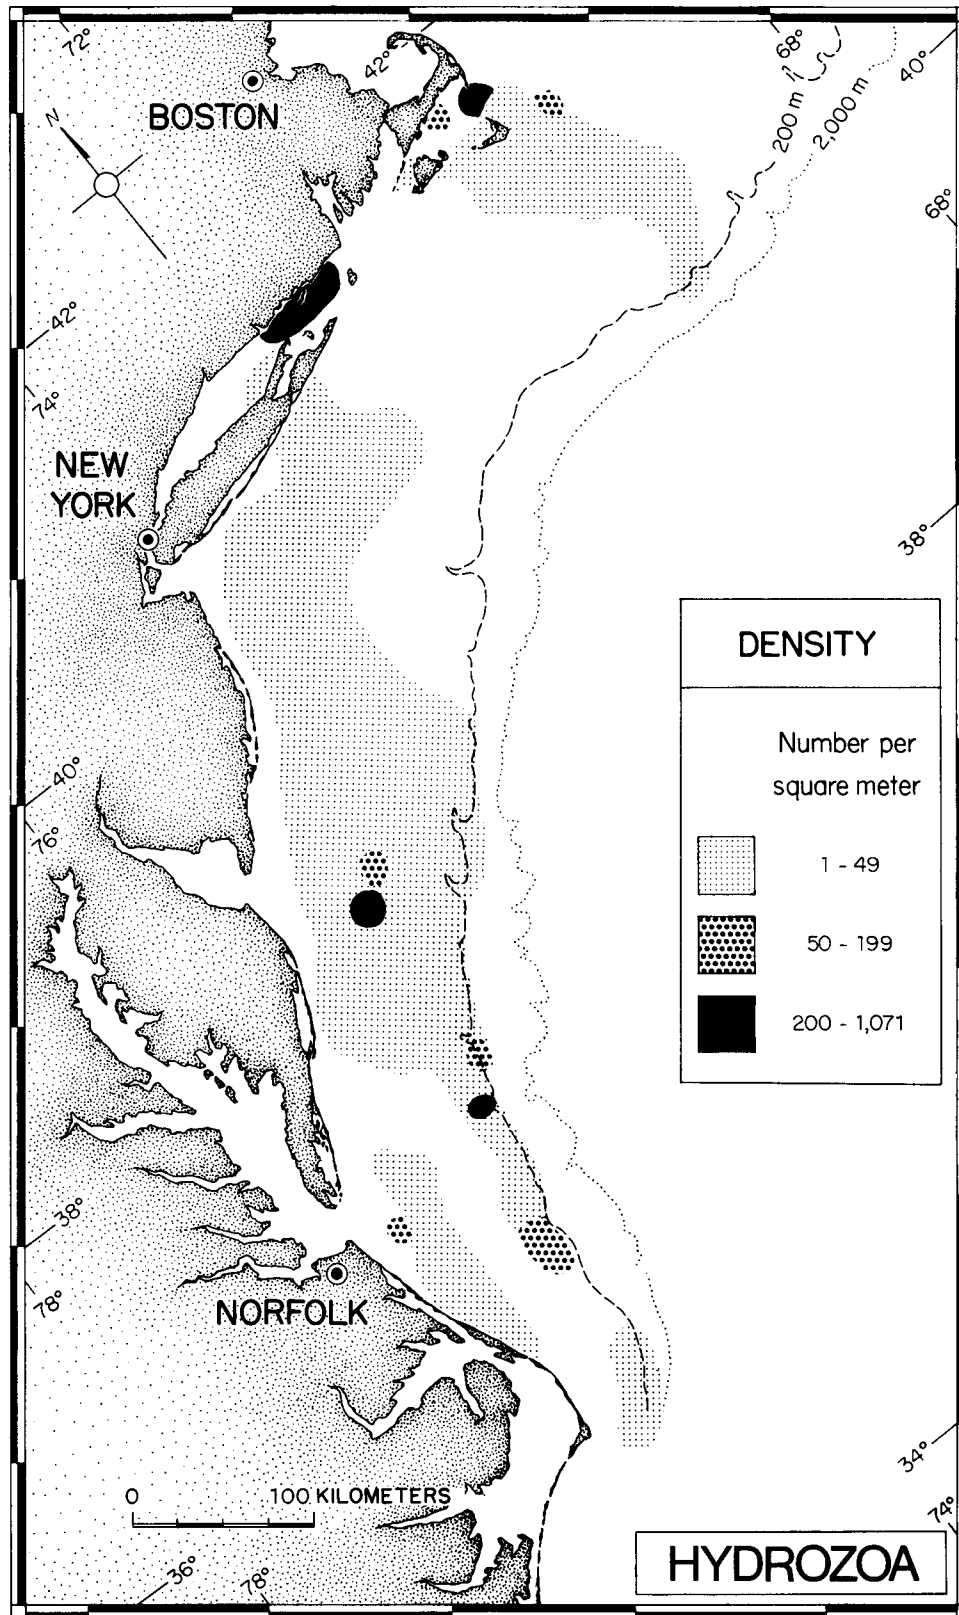 72°
42°
68°
40°
BOSTON
N
200 m
2,000 m
68°
42°
74°
NEW
YORK
38°
DENSITY
Number per
square meter
1 - 49
50 - 199
200 - 1,071
40°
76°
38°
78°
NORFOLK
34°
0 100 KILOMETERS
74°
36°
78°
HYDROZOA